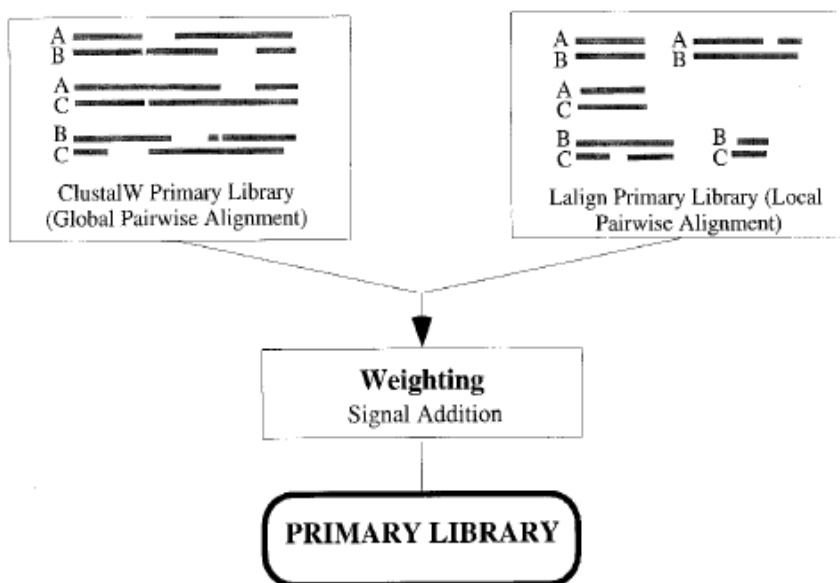 A
B
A
C
B
C
ClustalW Primary Library
(Global Pairwise Alignment)
A
B
A
B
A
C
B
C
B
C
Lalign Primary Library (Local
Pairwise Alignment)
Weighting
Signal Addition
PRIMARY LIBRARY